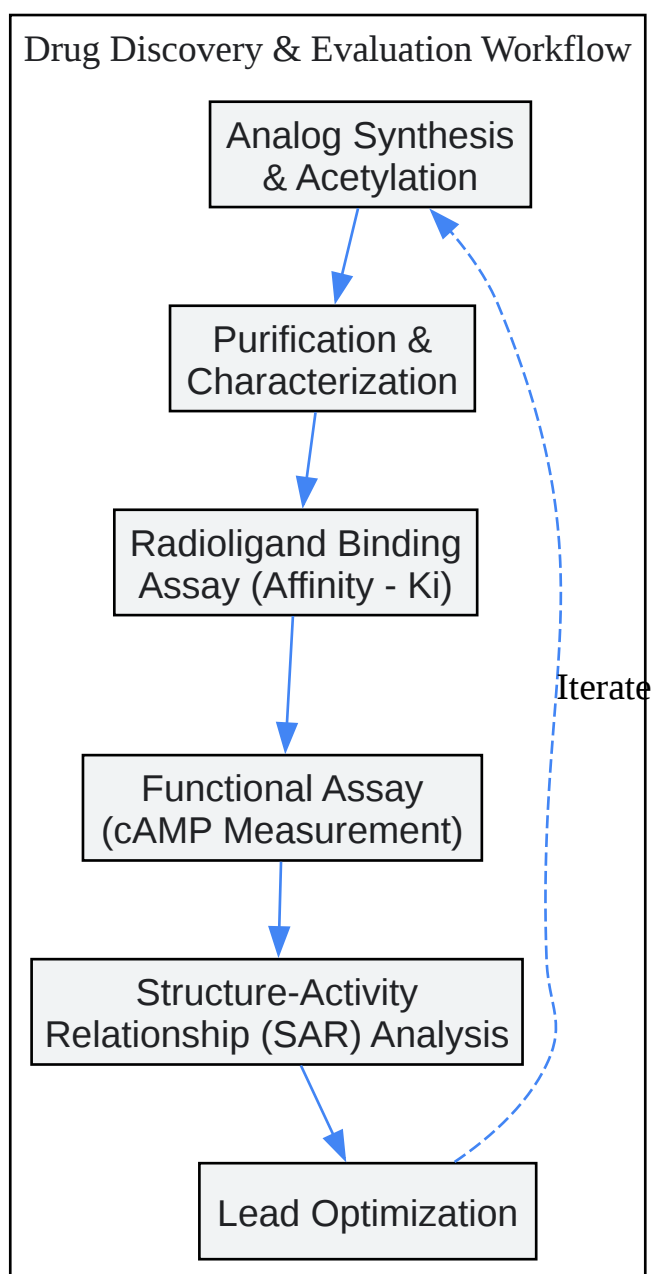 Drug Discovery & Evaluation Workflow
Analog Synthesis
& Acetylation
Purification &
Characterization
Radioligand Binding
Assay (Affinity - Ki)
Iterate
Functional Assay
(cAMP Measurement)
Structure-Activity
Relationship (SAR) Analysis
Lead Optimization